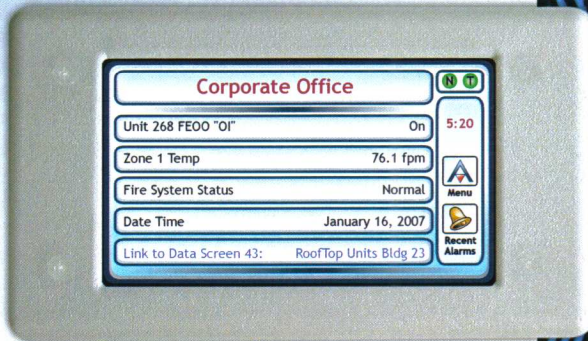 Corporate Office
N T
Unit 268 FEOO "OI" On
5:20
Zone 1 Temp 76.1 fpm
Menu
Fire System Status Normal
Date Time January 16, 2007
Recent
Alarms
Link to Data Screen 43: RoofTop Units Bldg 23